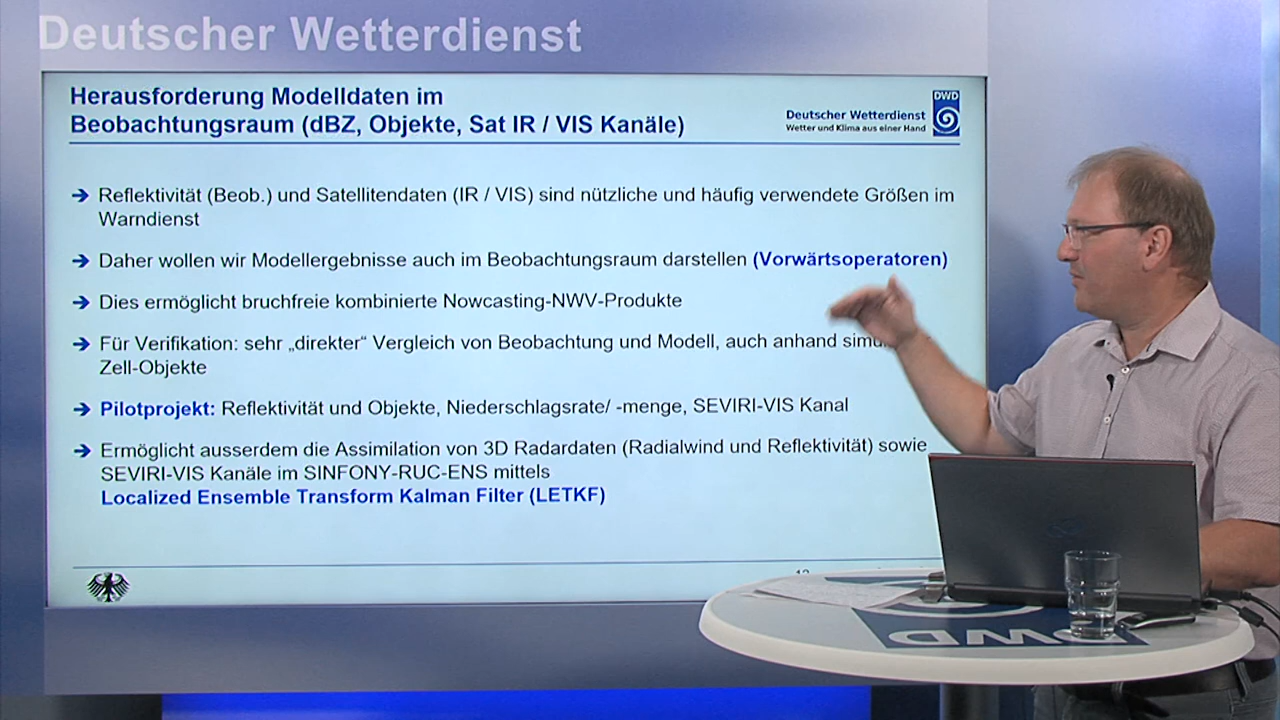 Deutscher Wetterdienst
Herausforderung Modelldaten im
Beobachtungsraum (dBZ, Objekte, Sat IR / VIS Kanäle)
DWD
Deutscher Wetterdienst
Wetter und Klima aus einer Hand
➔ Reflektivität (Beob.) und Satellitendaten (IR / VIS) sind nützliche und häufig verwendete Größen im
Warndienst
➔ Daher wollen wir Modellergebnisse auch im Beobachtungsraum darstellen (Vorwärtsoperatoren)
➔ Dies ermöglicht bruchfreie kombinierte Nowcasting-NWV-Produkte
➔ Für Verifikation: sehr „direkter“ Vergleich von Beobachtung und Modell, auch anhand
Zell-Objekte
➔ Pilotprojekt: Reflektivität und Objekte, Niederschlagsrate/ -menge, SEVIRI-VIS Kanal
➔ Ermöglicht ausserdem die Assimilation von 3D Radardaten (Radialwind und Reflektivität) sowie
SEVIRI-VIS Kanäle im SINFONY-RUC-ENS mittels
Localized Ensemble Transform Kalman Filter (LETKF)
DWD